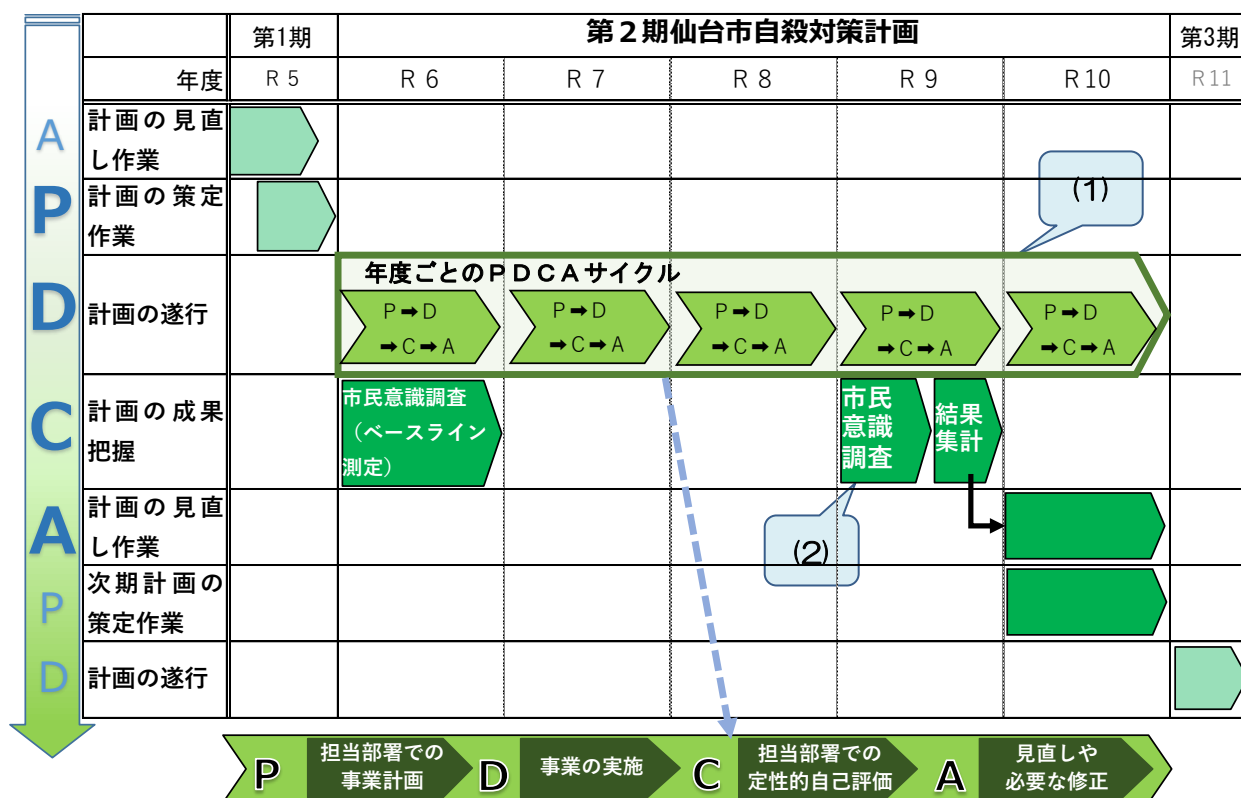 第1期
第２期仙台市自殺対策計画
第3期
年度
R 5
R 6
R 7
R 8
R 9
R 10
R 11
A
P
D
C
A
P
D
計画の見直
し作業
計画の策定
作業
(1)
計画の遂行
年度ごとのＰＤＣＡサイクル
P➡D
➡C➡A
P➡D
➡C➡A
P➡D
➡C➡A
P➡D
➡C➡A
P➡D
➡C➡A
計画の成果
把握
市民意識調査
（ベースライン
測定）
市民
意識
調査
結果
集計
計画の見直
し作業
(2)
次期計画の
策定作業
計画の遂行
P
担当部署での
事業計画
D
事業の実施
C
担当部署での
定性的自己評価
A
見直しや
必要な修正